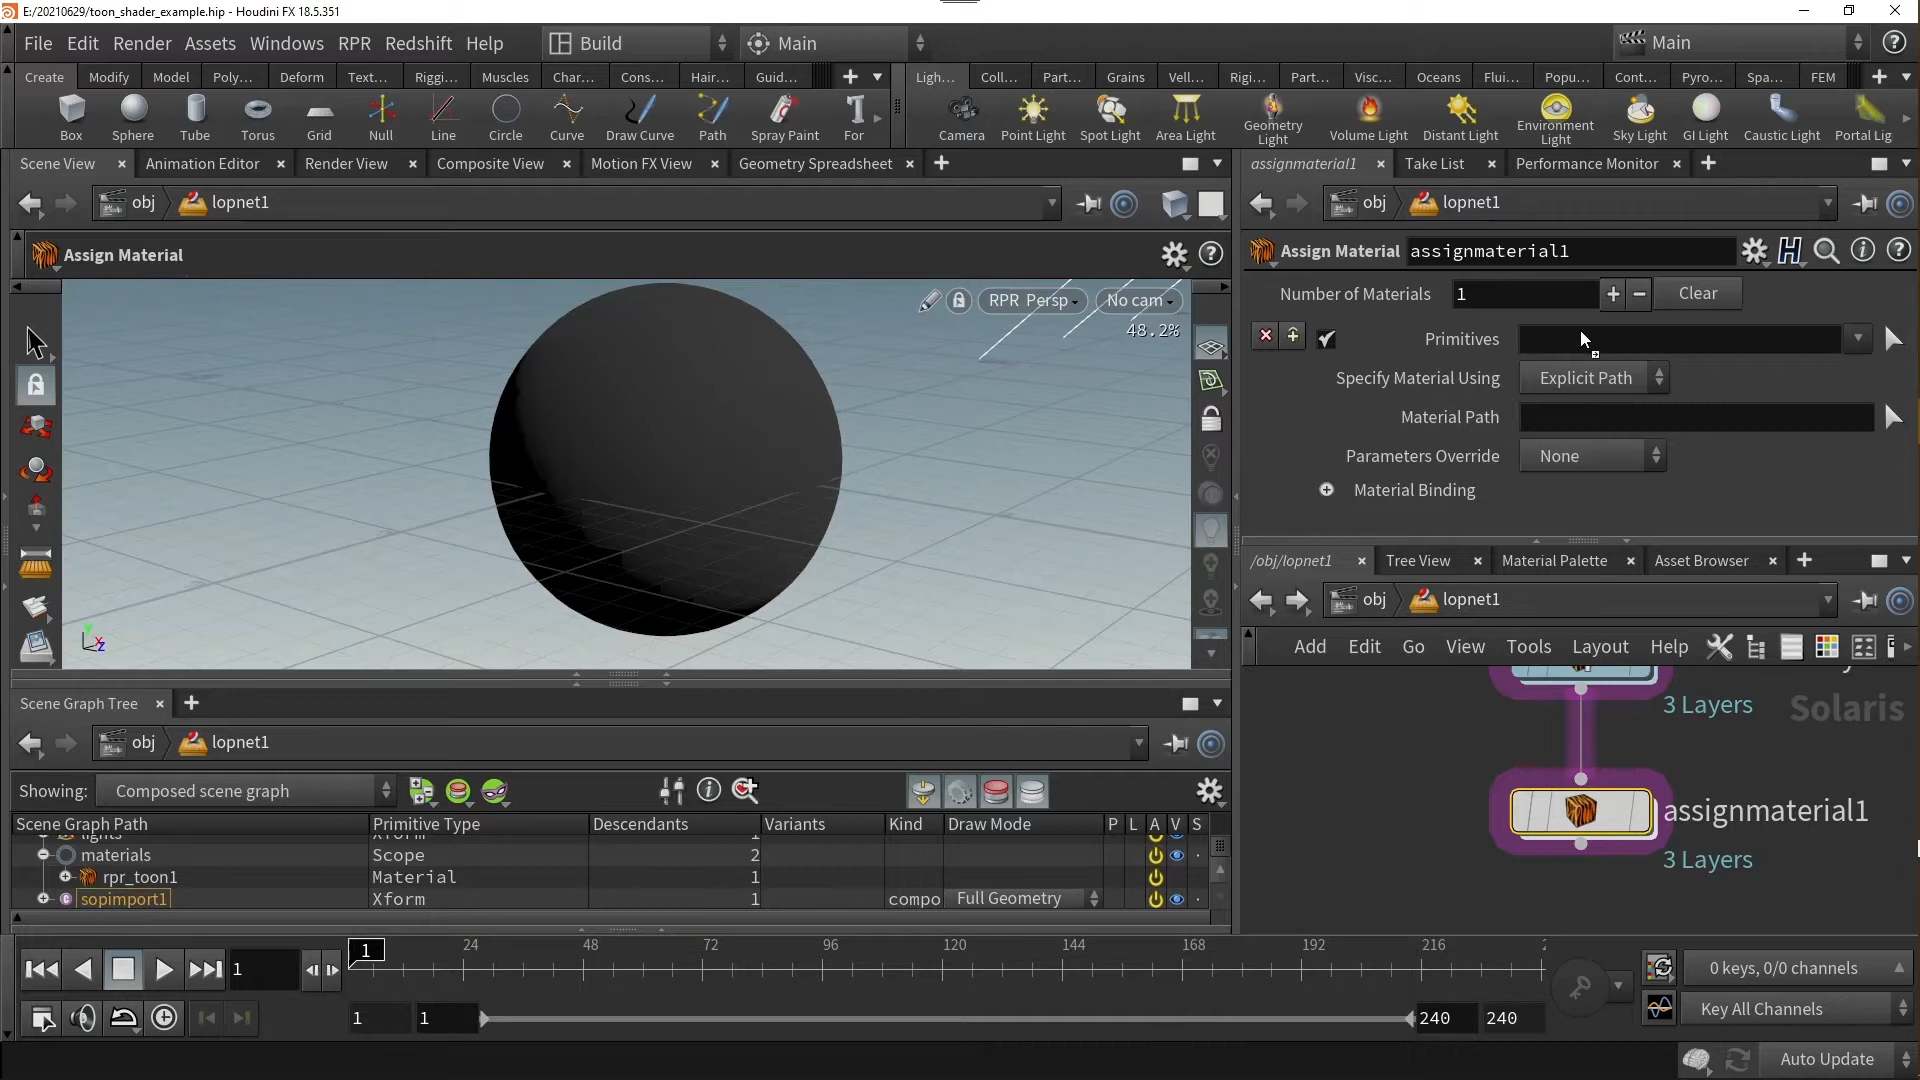 E:/20210629/toon_shader_example.hip - Houdini FX 18.5.351
File Edit Render Assets Windows RPR Redshift Help Build Main Main
Create Modify Model Poly... Deform Text... Riggi... Muscles Char... Cons... Hair... Guid... Ligh... Coll... Part... Grains Vell... Rigi... Part... Visc... Oceans Flui... Popu... Cont... Pyro... Spa... FEM
Box Sphere Tube Torus Grid Null Line Circle Curve Draw Curve Path Spray Paint For Camera Point Light Spot Light Area Light Geometry Light Volume Light Distant Light Environment Light Sky Light GI Light Caustic Light Portal Lig
Scene View Animation Editor Render View Composite View Motion FX View Geometry Spreadsheet assignmaterial1 Take List Performance Monitor
obj lopnet1 obj lopnet1
Assign Material
RPR Persp No cam
48.2%
Assign Material assignmaterial1
Number of Materials 1 Clear
Primitives
Specify Material Using Explicit Path
Material Path
Parameters Override None
Material Binding
/obj/lopnet1 Tree View Material Palette Asset Browser
obj lopnet1
Add Edit Go View Tools Layout Help
3 Layers Solaris
assignmaterial1
3 Layers
Y X Z
Scene Graph Tree
obj lopnet1
Showing: Composed scene graph
Scene Graph Path Primitive Type Descendants Variants Kind Draw Mode P L A V S
materials Scope 2
rpr_toon1 Material 1
sopimport1 Xform 1 compo Full Geometry
1 1 24 48 72 96 120 144 168 192 216
0 keys, 0/0 channels
1 1 240 240 Key All Channels
Auto Update